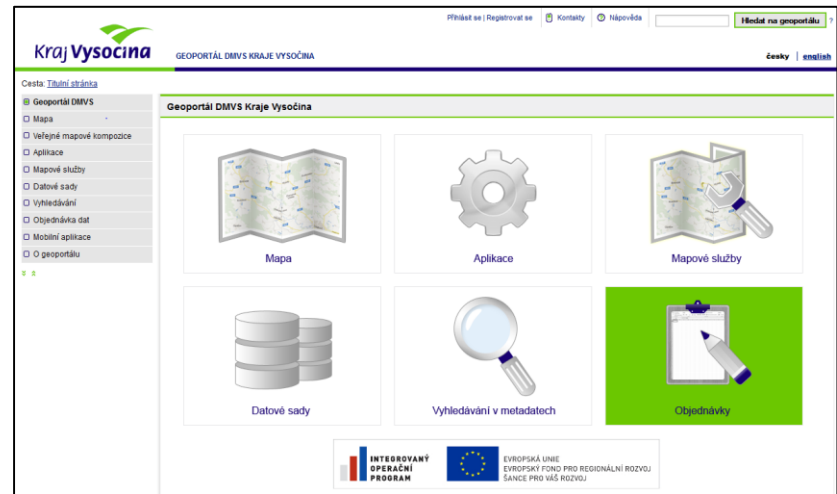 Přihlásit se | Registrovat se Kontakty Nápověda Hledat na geoportálu ?
Kraj Vysočina
GEOPORTÁL DMVS KRAJE VYSOČINA
česky | english
Cesta: Titulní stránka
Geoportál DMVS
Mapa
Veřejné mapové kompozice
Aplikace
Mapové služby
Datové sady
Vyhledávání
Objednávka dat
Mobilní aplikace
O geoportálu
Geoportál DMVS Kraje Vysočina
Mapa
Aplikace
Mapové služby
Datové sady
Vyhledávání v metadatech
Objednávky
INTEGROVANÝ
OPERAČNÍ
PROGRAM
EVROPSKÁ UNIE
EVROPSKÝ FOND PRO REGIONÁLNÍ ROZVOJ
ŠANCE PRO VÁŠ ROZVOJ